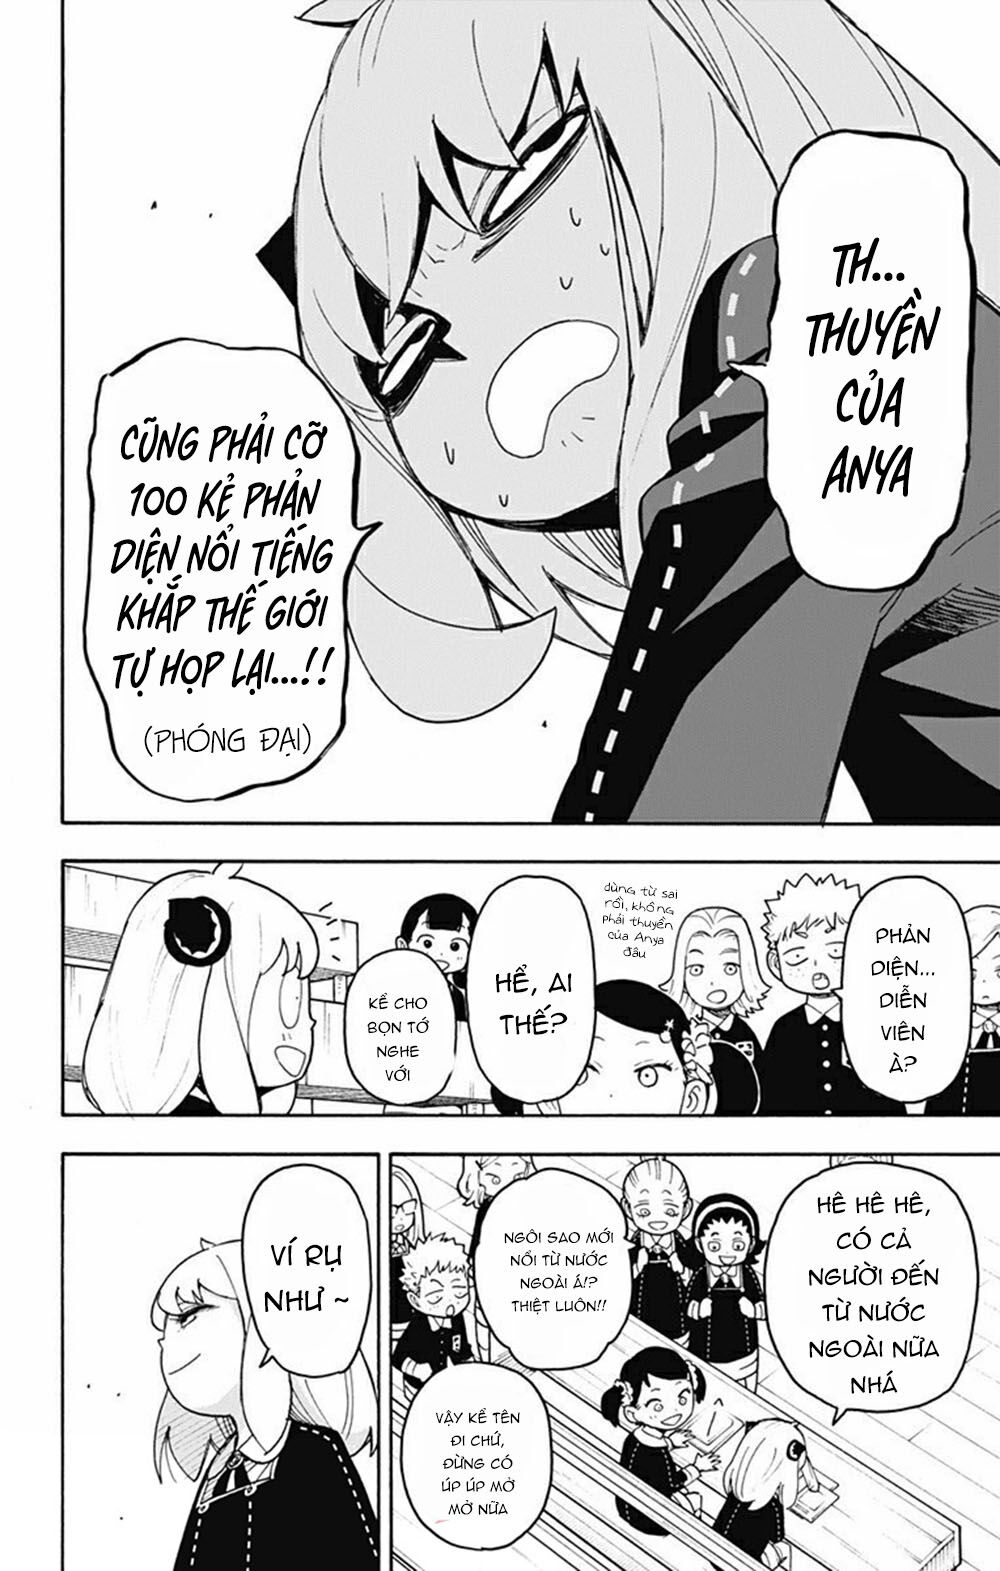 TH...
THUYỀN
CỦA
ANYA
CŨNG PHẢI CỠ
100 KẺ PHẢN
DIỆN NỔI TIẾNG
KHẮP THẾ GIỚI
TỰ HỌP LẠI...!!
(PHÓNG ĐẠI)
PHẢN
DIỆN...
DIỄN
VIÊN
À?
dùng từ sai
rồi, không
phải thuyền
của Anya
đâu
HỂ, AI
THẾ?
KỂ CHO
BỌN TỚ
NGHE
VỚI
HÊ HÊ HÊ,
CÓ CẢ
NGƯỜI ĐẾN
TỪ NƯỚC
NGOÀI NỮA
NHÁ
NGÔI SAO MỚI
NỔI TỪ NƯỚC
NGOÀI Á!?
THIỆT LUÔN!!
VẬY KỂ TÊN
ĐI CHỨ,
ĐỪNG CÓ
ÚP ÚP MỞ
MỞ NỮA
VÍ RỤ
NHƯ ~